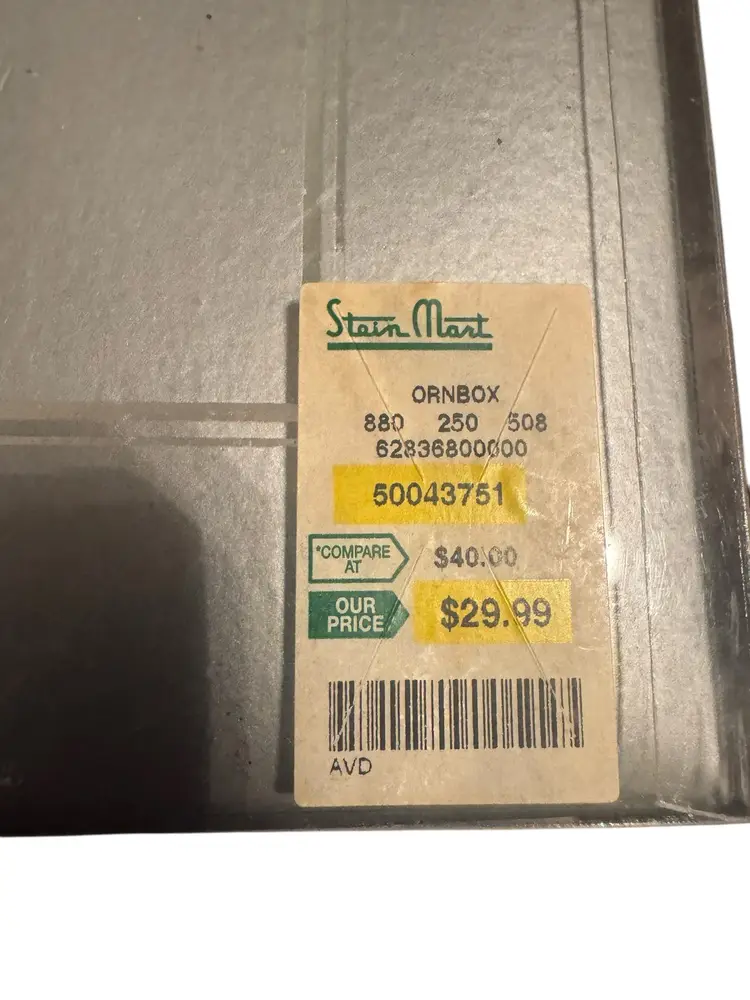 Stein Mart
ORNBOX
880 250 508
62836800000
50043751
*COMPARE AT $40.00
OUR PRICE $29.99
AVD